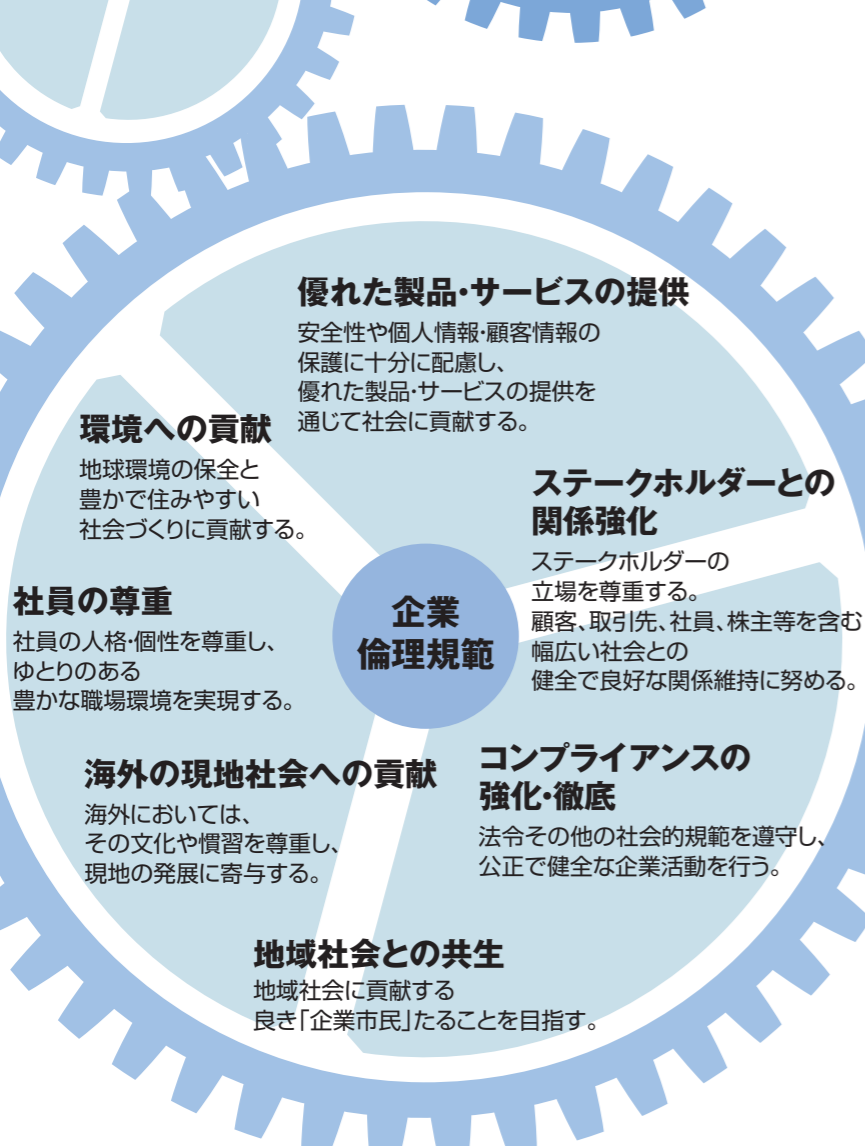 優れた製品・サービスの提供
安全性や個人情報・顧客情報の
保護に十分に配慮し、
優れた製品・サービスの提供を
通じて社会に貢献する。
環境への貢献
地球環境の保全と
豊かで住みやすい
社会づくりに貢献する。
ステークホルダーとの
関係強化
ステークホルダーの
立場を尊重する。
顧客、取引先、社員、株主等を含む
幅広い社会との
健全で良好な関係維持に努める。
社員の尊重
社員の人格・個性を尊重し、
ゆとりのある
豊かな職場環境を実現する。
企業
倫理規範
海外の現地社会への貢献
海外においては、
その文化や慣習を尊重し、
現地の発展に寄与する。
コンプライアンスの
強化・徹底
法令その他の社会的規範を遵守し、
公正で健全な企業活動を行う。
地域社会との共生
地域社会に貢献する
良き「企業市民」たることを目指す。